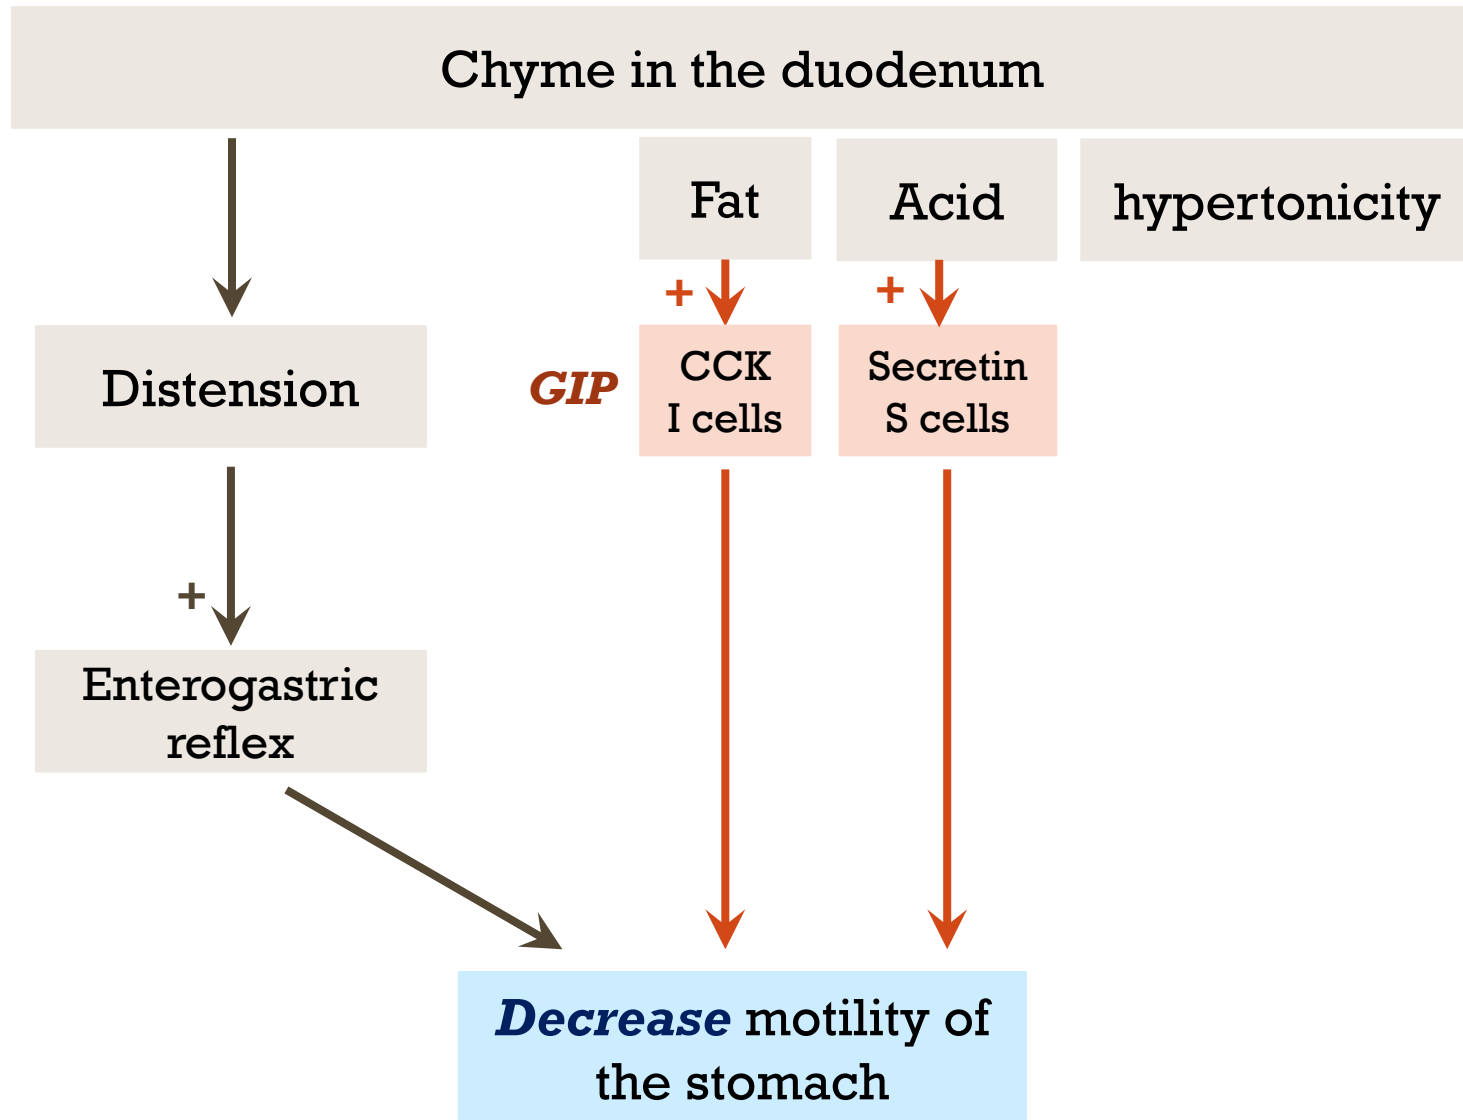 Chyme in the duodenum
Fat
Acid
hypertonicity
+
+
Distension
GIP
CCK
I cells
Secretin
S cells
+
Enterogastric
reflex
Decrease motility of
the stomach